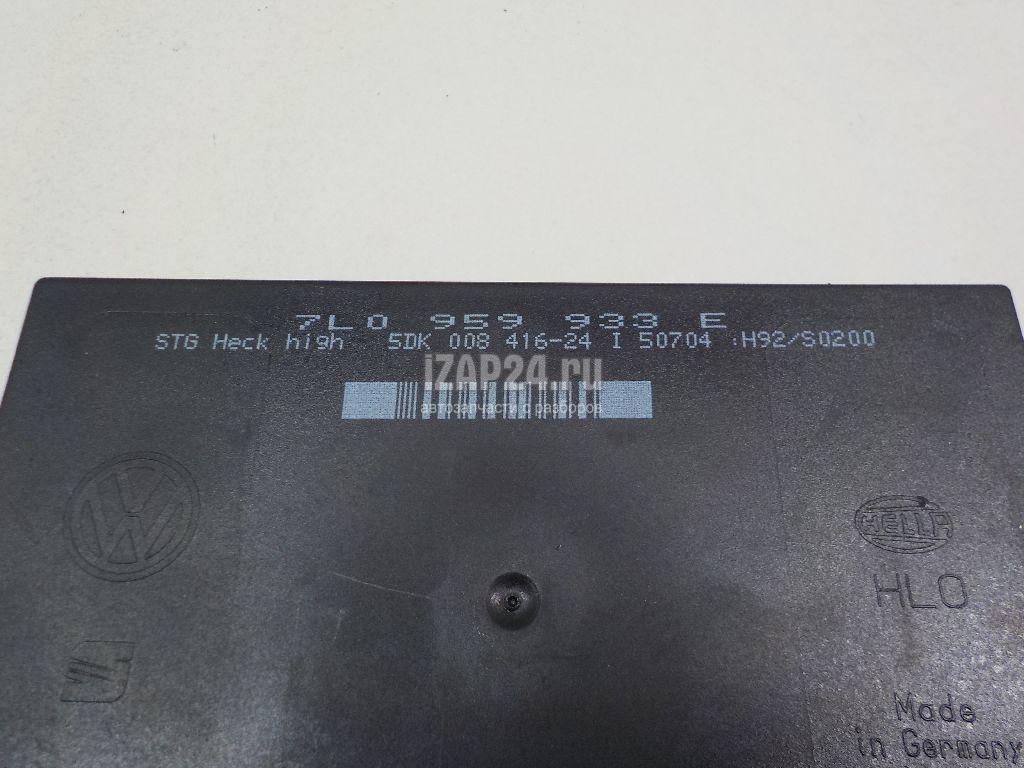 7L0 959 933 E
STG Heck high 5DK 008 416-24 I 50704 :H92/S0200
iZAP24.ru
автозапчасти с разборов
HELLA
HLO
Made
in Germany